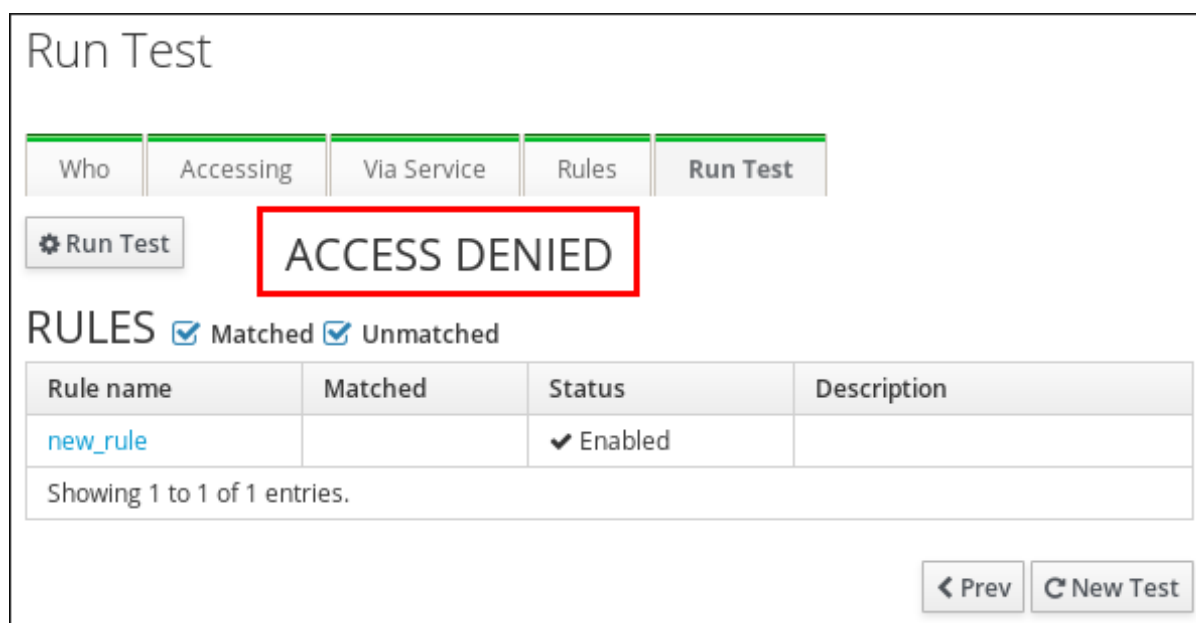 Run Test
Who Accessing Via Service Rules Run Test
Run Test ACCESS DENIED
RULES Matched Unmatched
Rule name Matched Status Description
new_rule Enabled
Showing 1 to 1 of 1 entries.
Prev New Test